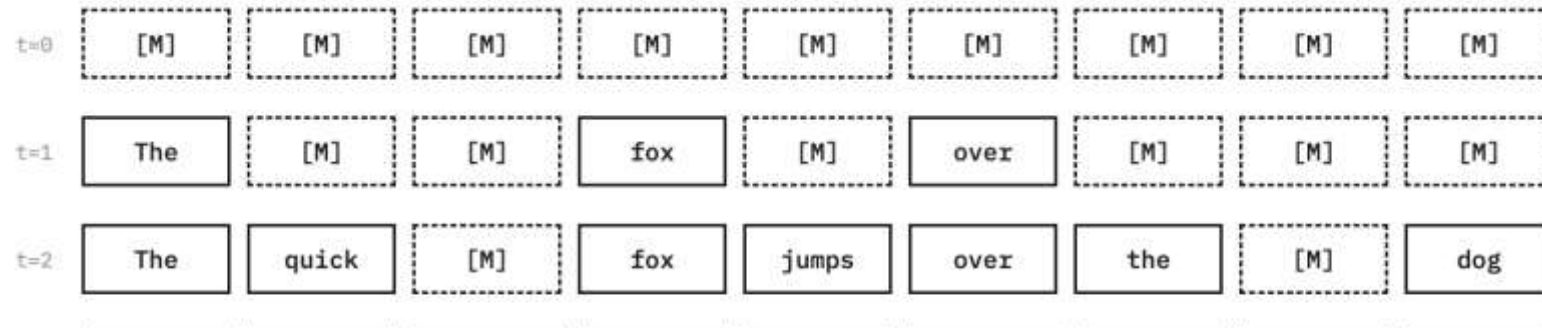 t=0 [M] [M] [M] [M] [M] [M] [M] [M] [M]
t=1 The [M] [M] fox [M] over [M] [M] [M]
t=2 The quick [M] fox jumps over the [M] dog